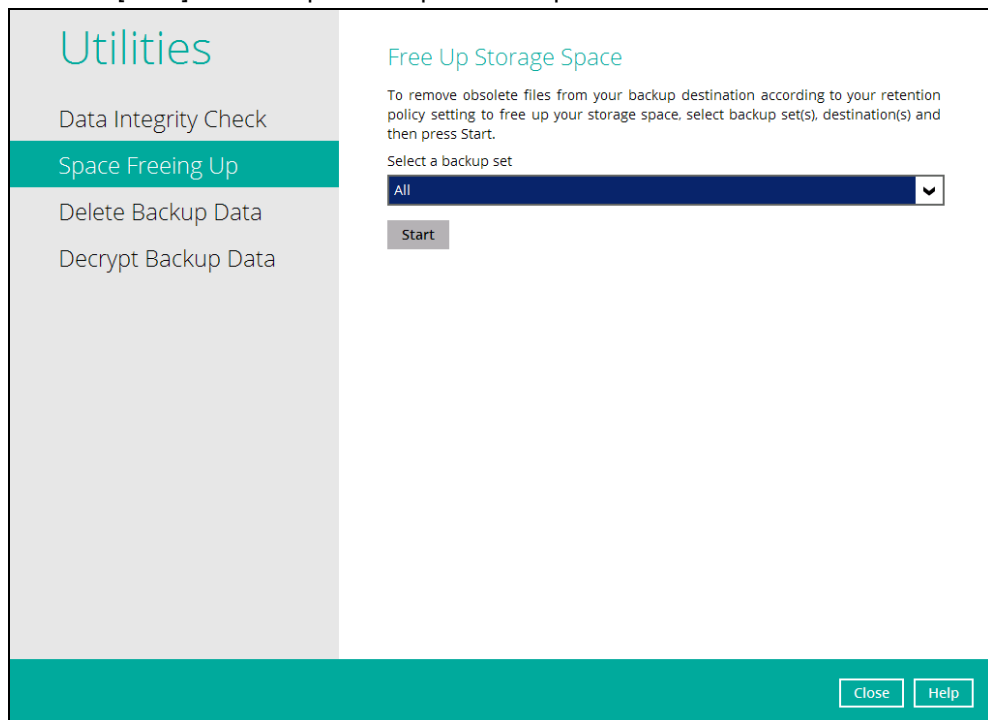 Utilities
Data Integrity Check
Space Freeing Up
Delete Backup Data
Decrypt Backup Data
Free Up Storage Space
To remove obsolete files from your backup destination according to your retention
policy setting to free up your storage space, select backup set(s), destination(s) and
then press Start.
Select a backup set
All
Start
Close Help